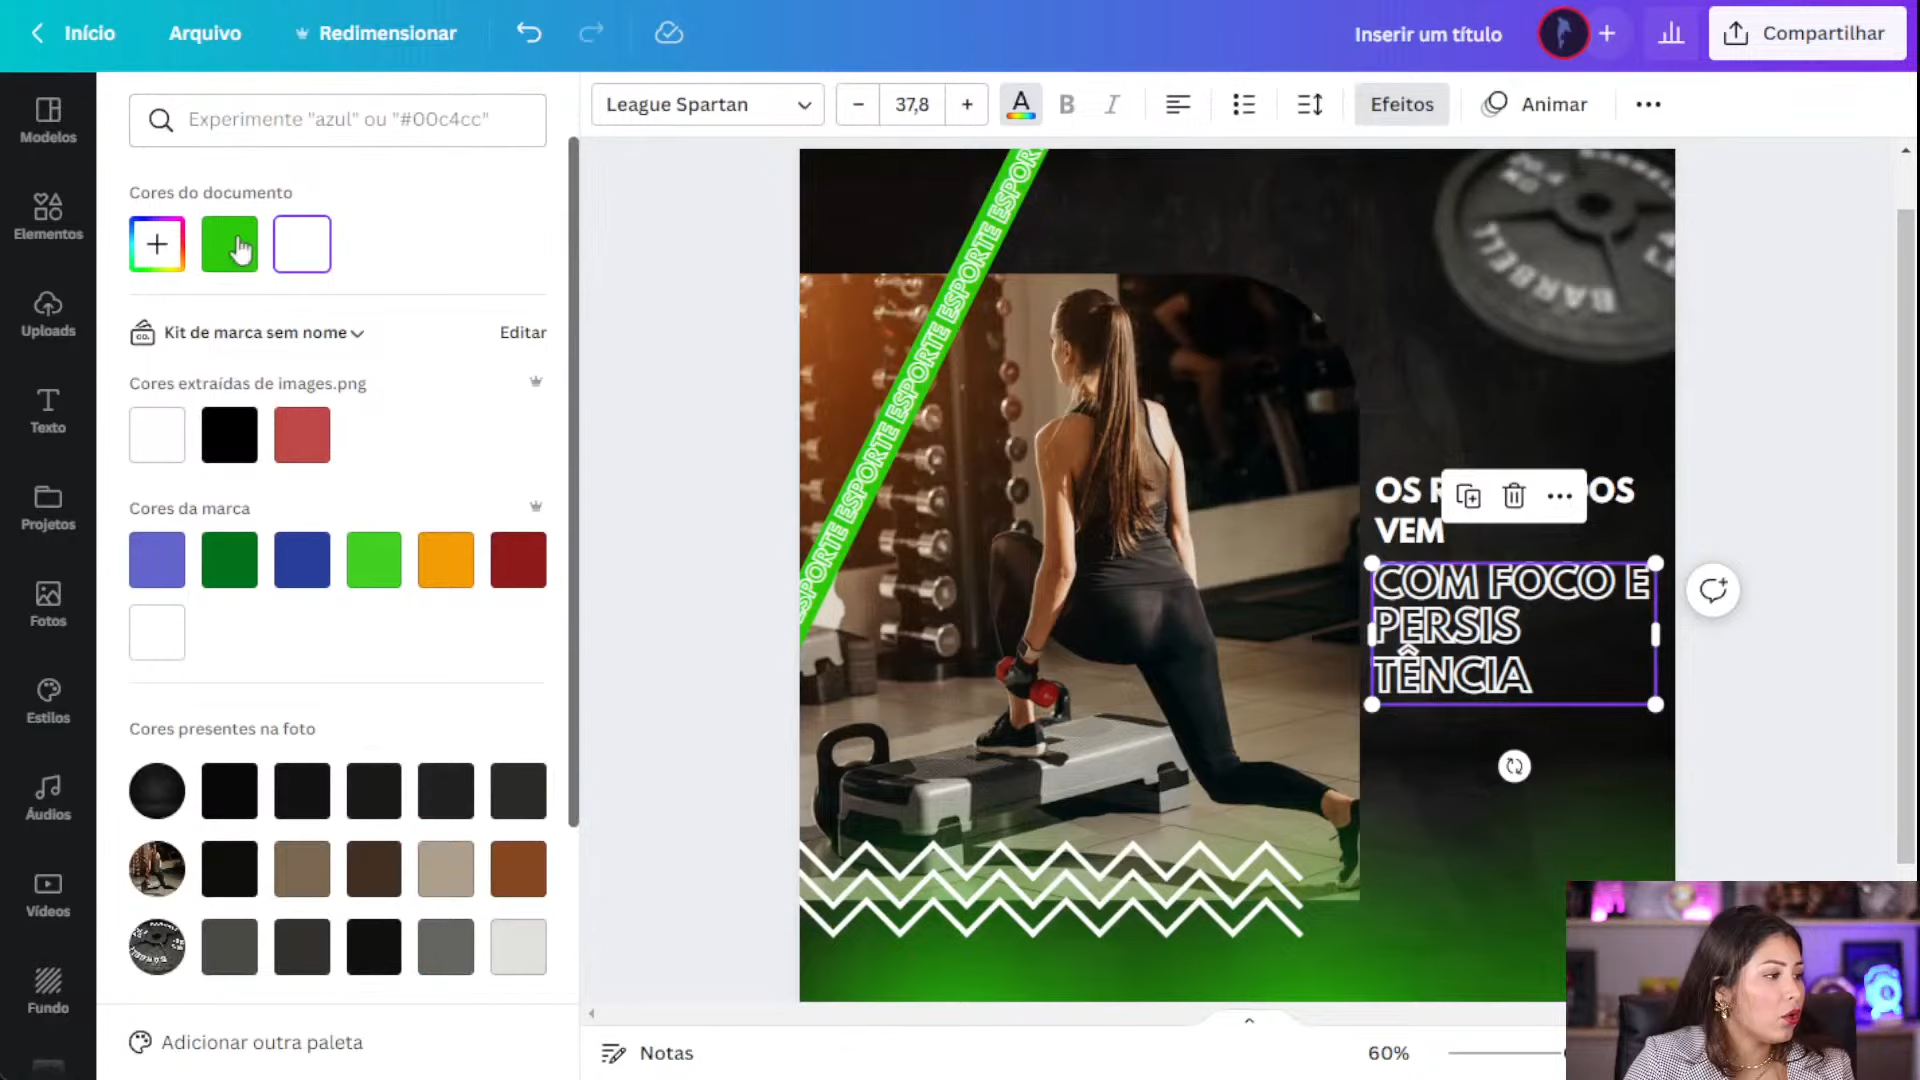 Início
Arquivo
Redimensionar
Inserir um título
Compartilhar
Modelos
Elementos
Uploads
Texto
Projetos
Fotos
Estilos
Áudios
Vídeos
Fundo
Experimente "azul" ou "#00c4cc"
Cores do documento
Kit de marca sem nome
Editar
Cores extraídas de images.png
Cores da marca
Cores presentes na foto
Adicionar outra paleta
League Spartan
– 37,8 +
A B I
Efeitos
Animar
ESPORTE ESPORTE ESPORTE ESPORTE ESPOR
BARBELL
OS R OS
VEM
COM FOCO E
PERSIS
TÊNCIA
Notas
60%